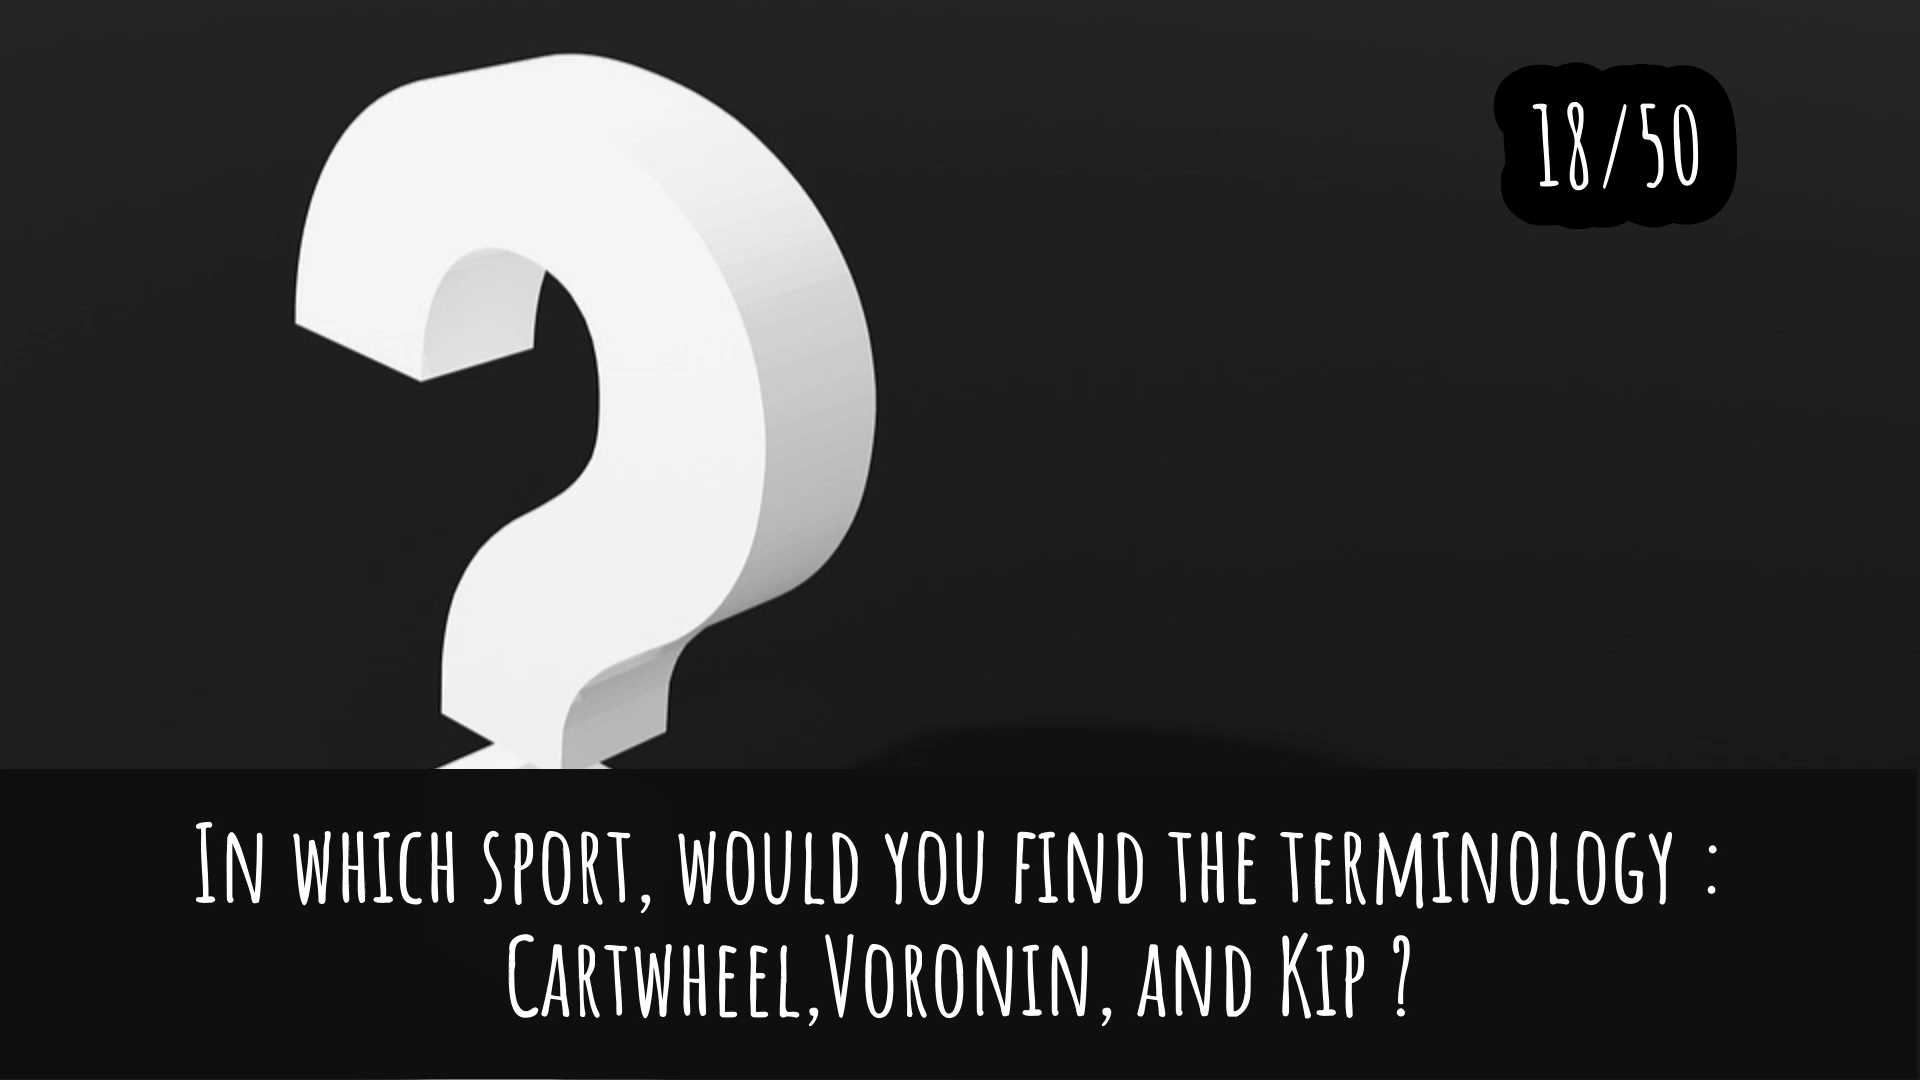 18/50
In which sport, would you find the terminology :
Cartwheel,Voronin, and Kip ?